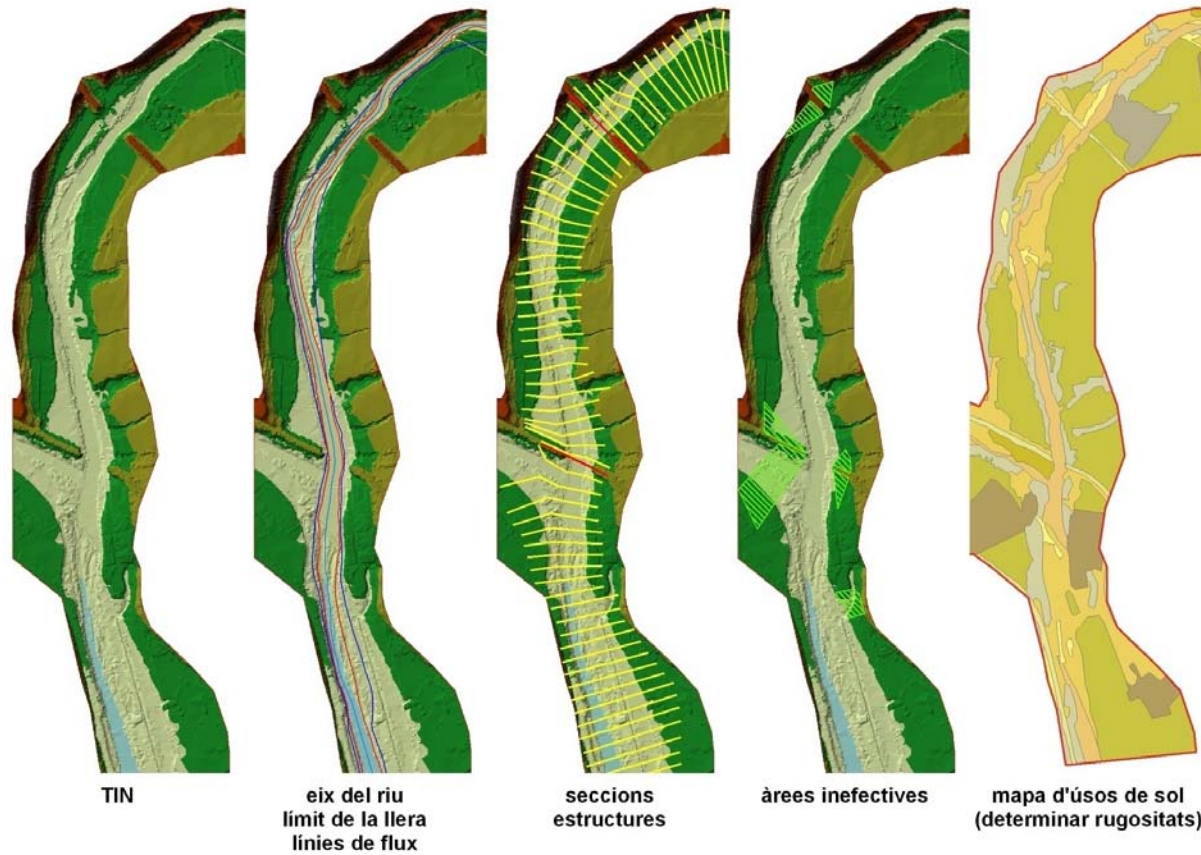 TIN
eix del riu
límit de la llera
línies de flux
seccions
estructures
àrees inefectives
mapa d'úsos de sol
(determinar rugositats)